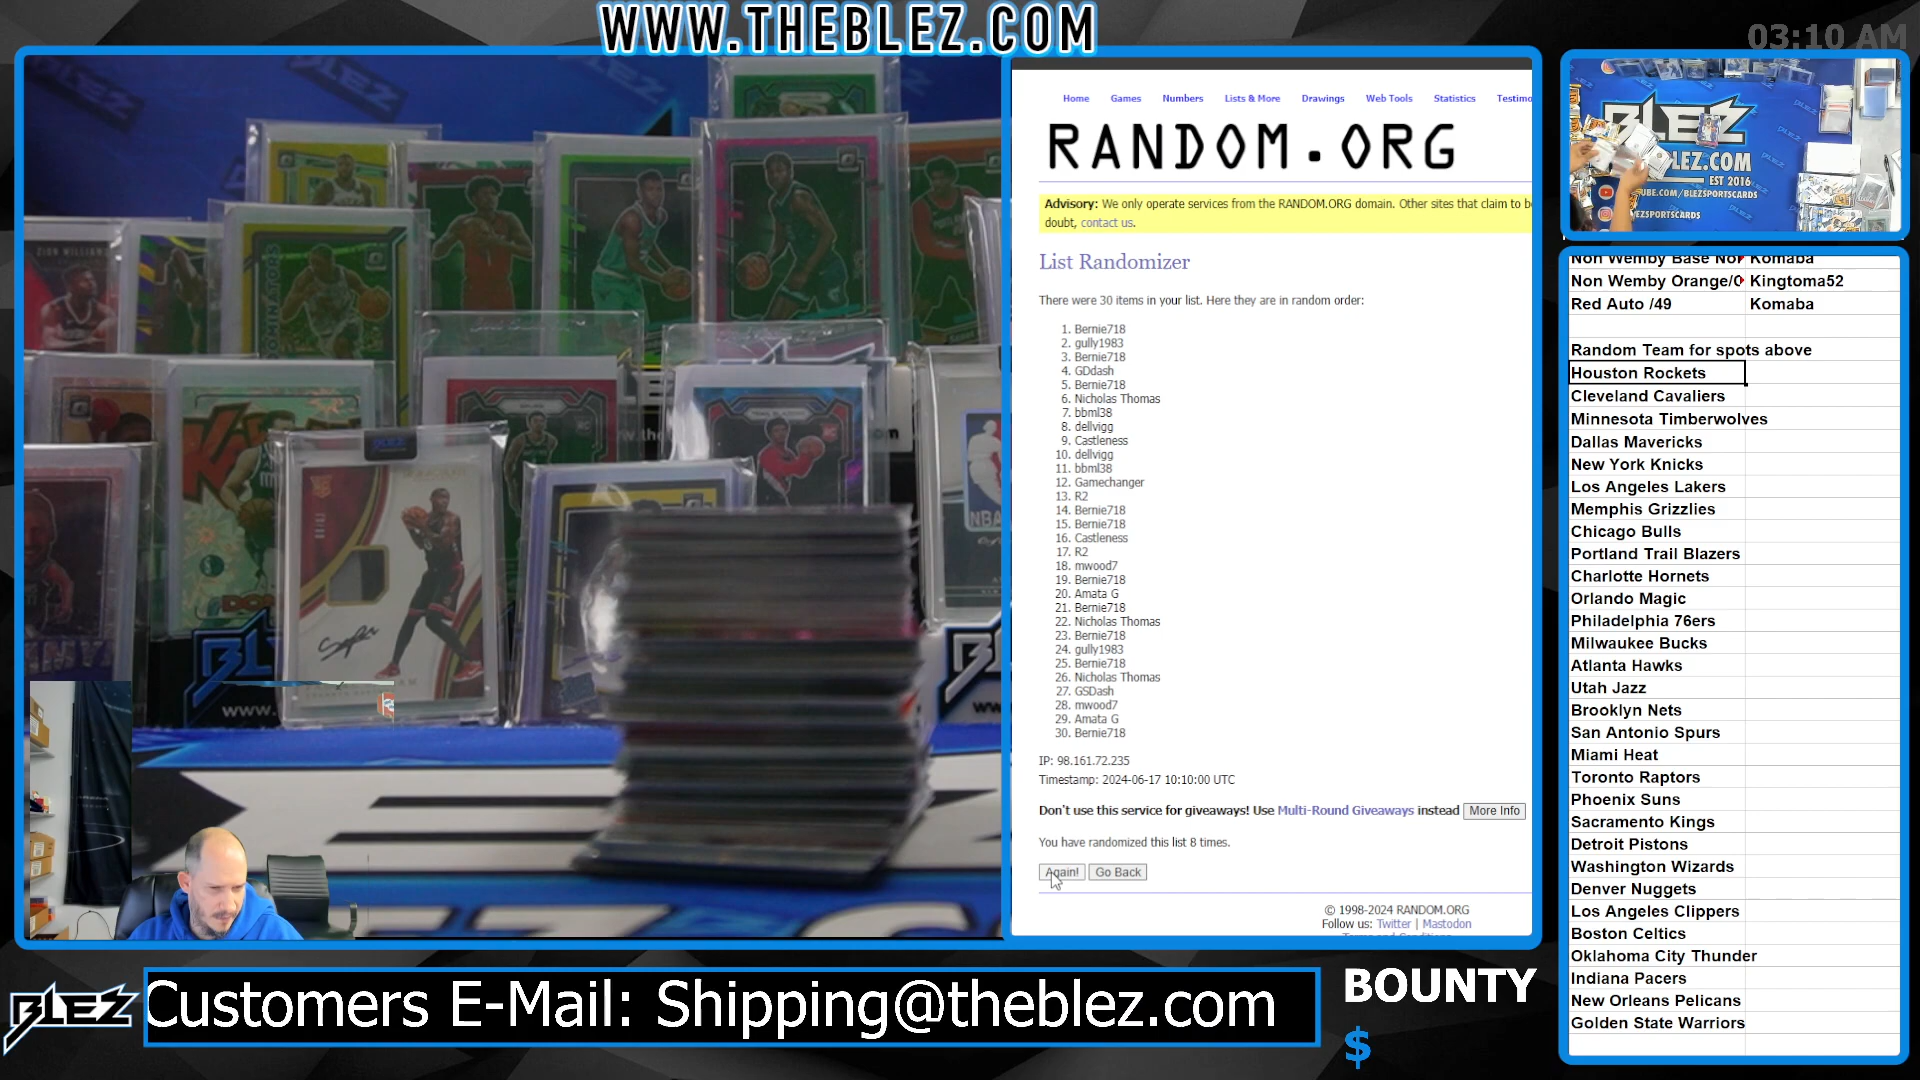 WWW.THEBLEZ.COM
03:10 AM
Home Games Numbers Lists & More Drawings Web Tools Statistics
RANDOM.ORG
Advisory: We only operate services from the RANDOM.ORG domain. Other sites that claim to
doubt, contact us.
List Randomizer
There were 30 items in your list. Here they are in random order:
1. Bernie718
2. gully1983
3. Bernie718
4. GDdash
5. Bernie718
6. Nicholas Thomas
7. bbml38
8. dellvigg
9. Castleness
10. dellvigg
11. bbml38
12. Gamechanger
13. R2
14. Bernie718
15. Bernie718
16. Castleness
17. R2
18. mwood7
19. Bernie718
20. Amata G
21. Bernie718
22. Nicholas Thomas
23. Bernie718
24. gully1983
25. Bernie718
26. Nicholas Thomas
27. GSDash
28. mwood7
29. Amata G
30. Bernie718
IP: 98.161.72.235
Timestamp: 2024-06-17 10:10:00 UTC
Don't use this service for giveaways! Use Multi-Round Giveaways instead More Info
You have randomized this list 8 times.
Again! Go Back
© 1998-2024 RANDOM.ORG
Follow us: Twitter | Mastodon
BLEZ
LEZ.COM
EST 2016
Non Wemby Base Komaba
Non Wemby Orange/ Kingtoma52
Red Auto /49 Komaba
Random Team for spots above
Houston Rockets
Cleveland Cavaliers
Minnesota Timberwolves
Dallas Mavericks
New York Knicks
Los Angeles Lakers
Memphis Grizzlies
Chicago Bulls
Portland Trail Blazers
Charlotte Hornets
Orlando Magic
Philadelphia 76ers
Milwaukee Bucks
Atlanta Hawks
Utah Jazz
Brooklyn Nets
San Antonio Spurs
Miami Heat
Toronto Raptors
Phoenix Suns
Sacramento Kings
Detroit Pistons
Washington Wizards
Denver Nuggets
Los Angeles Clippers
Boston Celtics
Oklahoma City Thunder
Indiana Pacers
New Orleans Pelicans
Golden State Warriors
BLEZ
Customers E-Mail: Shipping@theblez.com
BOUNTY
$